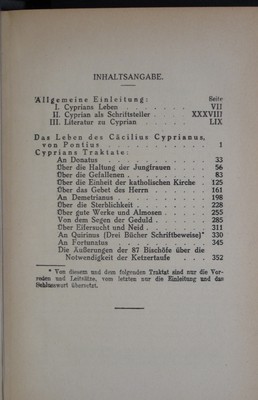 INHALTSANGABE.
Allgemeine Einleitung: Seite
I. Cyprians Leben . . . . . . . VII
II. Cyprian als Schriftsteller . . . . XXXVIII
III. Literatur zu Cyprian . . . . . LIX
Das Leben des Cäcilius Cyprianus,
von Pontius . . . . . . . . 1
Cyprians Traktate:
An Donatus . . . . . . . . . 33
Über die Haltung der Jungfrauen . . . 56
Über die Gefallenen . . . . . . . 83
Über die Einheit der katholischen Kirche . 125
Über das Gebet des Herrn . . . . . 161
An Demetrianus . . . . . . . . 198
Über die Sterblichkeit . . . . . . . 228
Über gute Werke und Almosen . . . . 255
Von dem Segen der Geduld . . . . . 285
Über Eifersucht und Neid . . . . . . 311
An Quirinus (Drei Bücher Schriftbeweise)* 330
An Fortunatus . . . . . . . . 345
Die Äußerungen der 87 Bischöfe über die
Notwendigkeit der Ketzertaufe . . . 352
* Von diesem und dem folgenden Traktat sind nur die Vor-
reden und Leitsätze, vom letzten nur die Einleitung und das
Schlusswort übersetzt.